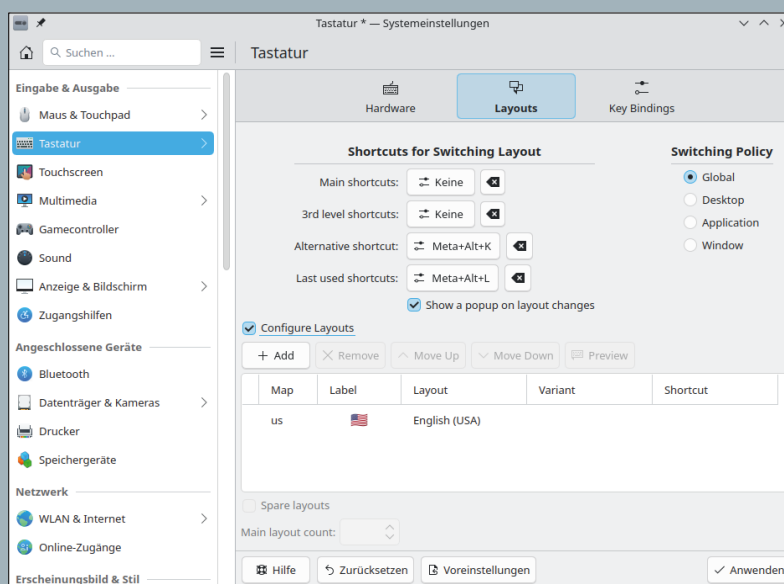 Tastatur * — Systemeinstellungen
Suchen ...
Tastatur
Eingabe & Ausgabe
Maus & Touchpad
Tastatur
Touchscreen
Multimedia
Gamecontroller
Sound
Anzeige & Bildschirm
Zugangshilfen
Angeschlossene Geräte
Bluetooth
Datenträger & Kameras
Drucker
Speichergeräte
Netzwerk
WLAN & Internet
Online-Zugänge
Erscheinungsbild & Stil
Hardware
Layouts
Key Bindings
Shortcuts for Switching Layout
Main shortcuts: Keine
3rd level shortcuts: Keine
Alternative shortcut: Meta+Alt+K
Last used shortcuts: Meta+Alt+L
Show a popup on layout changes
Switching Policy
Global
Desktop
Application
Window
Configure Layouts
Add Remove Move Up Move Down Preview
Map Label Layout Variant Shortcut
us English (USA)
Spare layouts
Main layout count:
Hilfe Zurücksetzen Voreinstellungen Anwenden